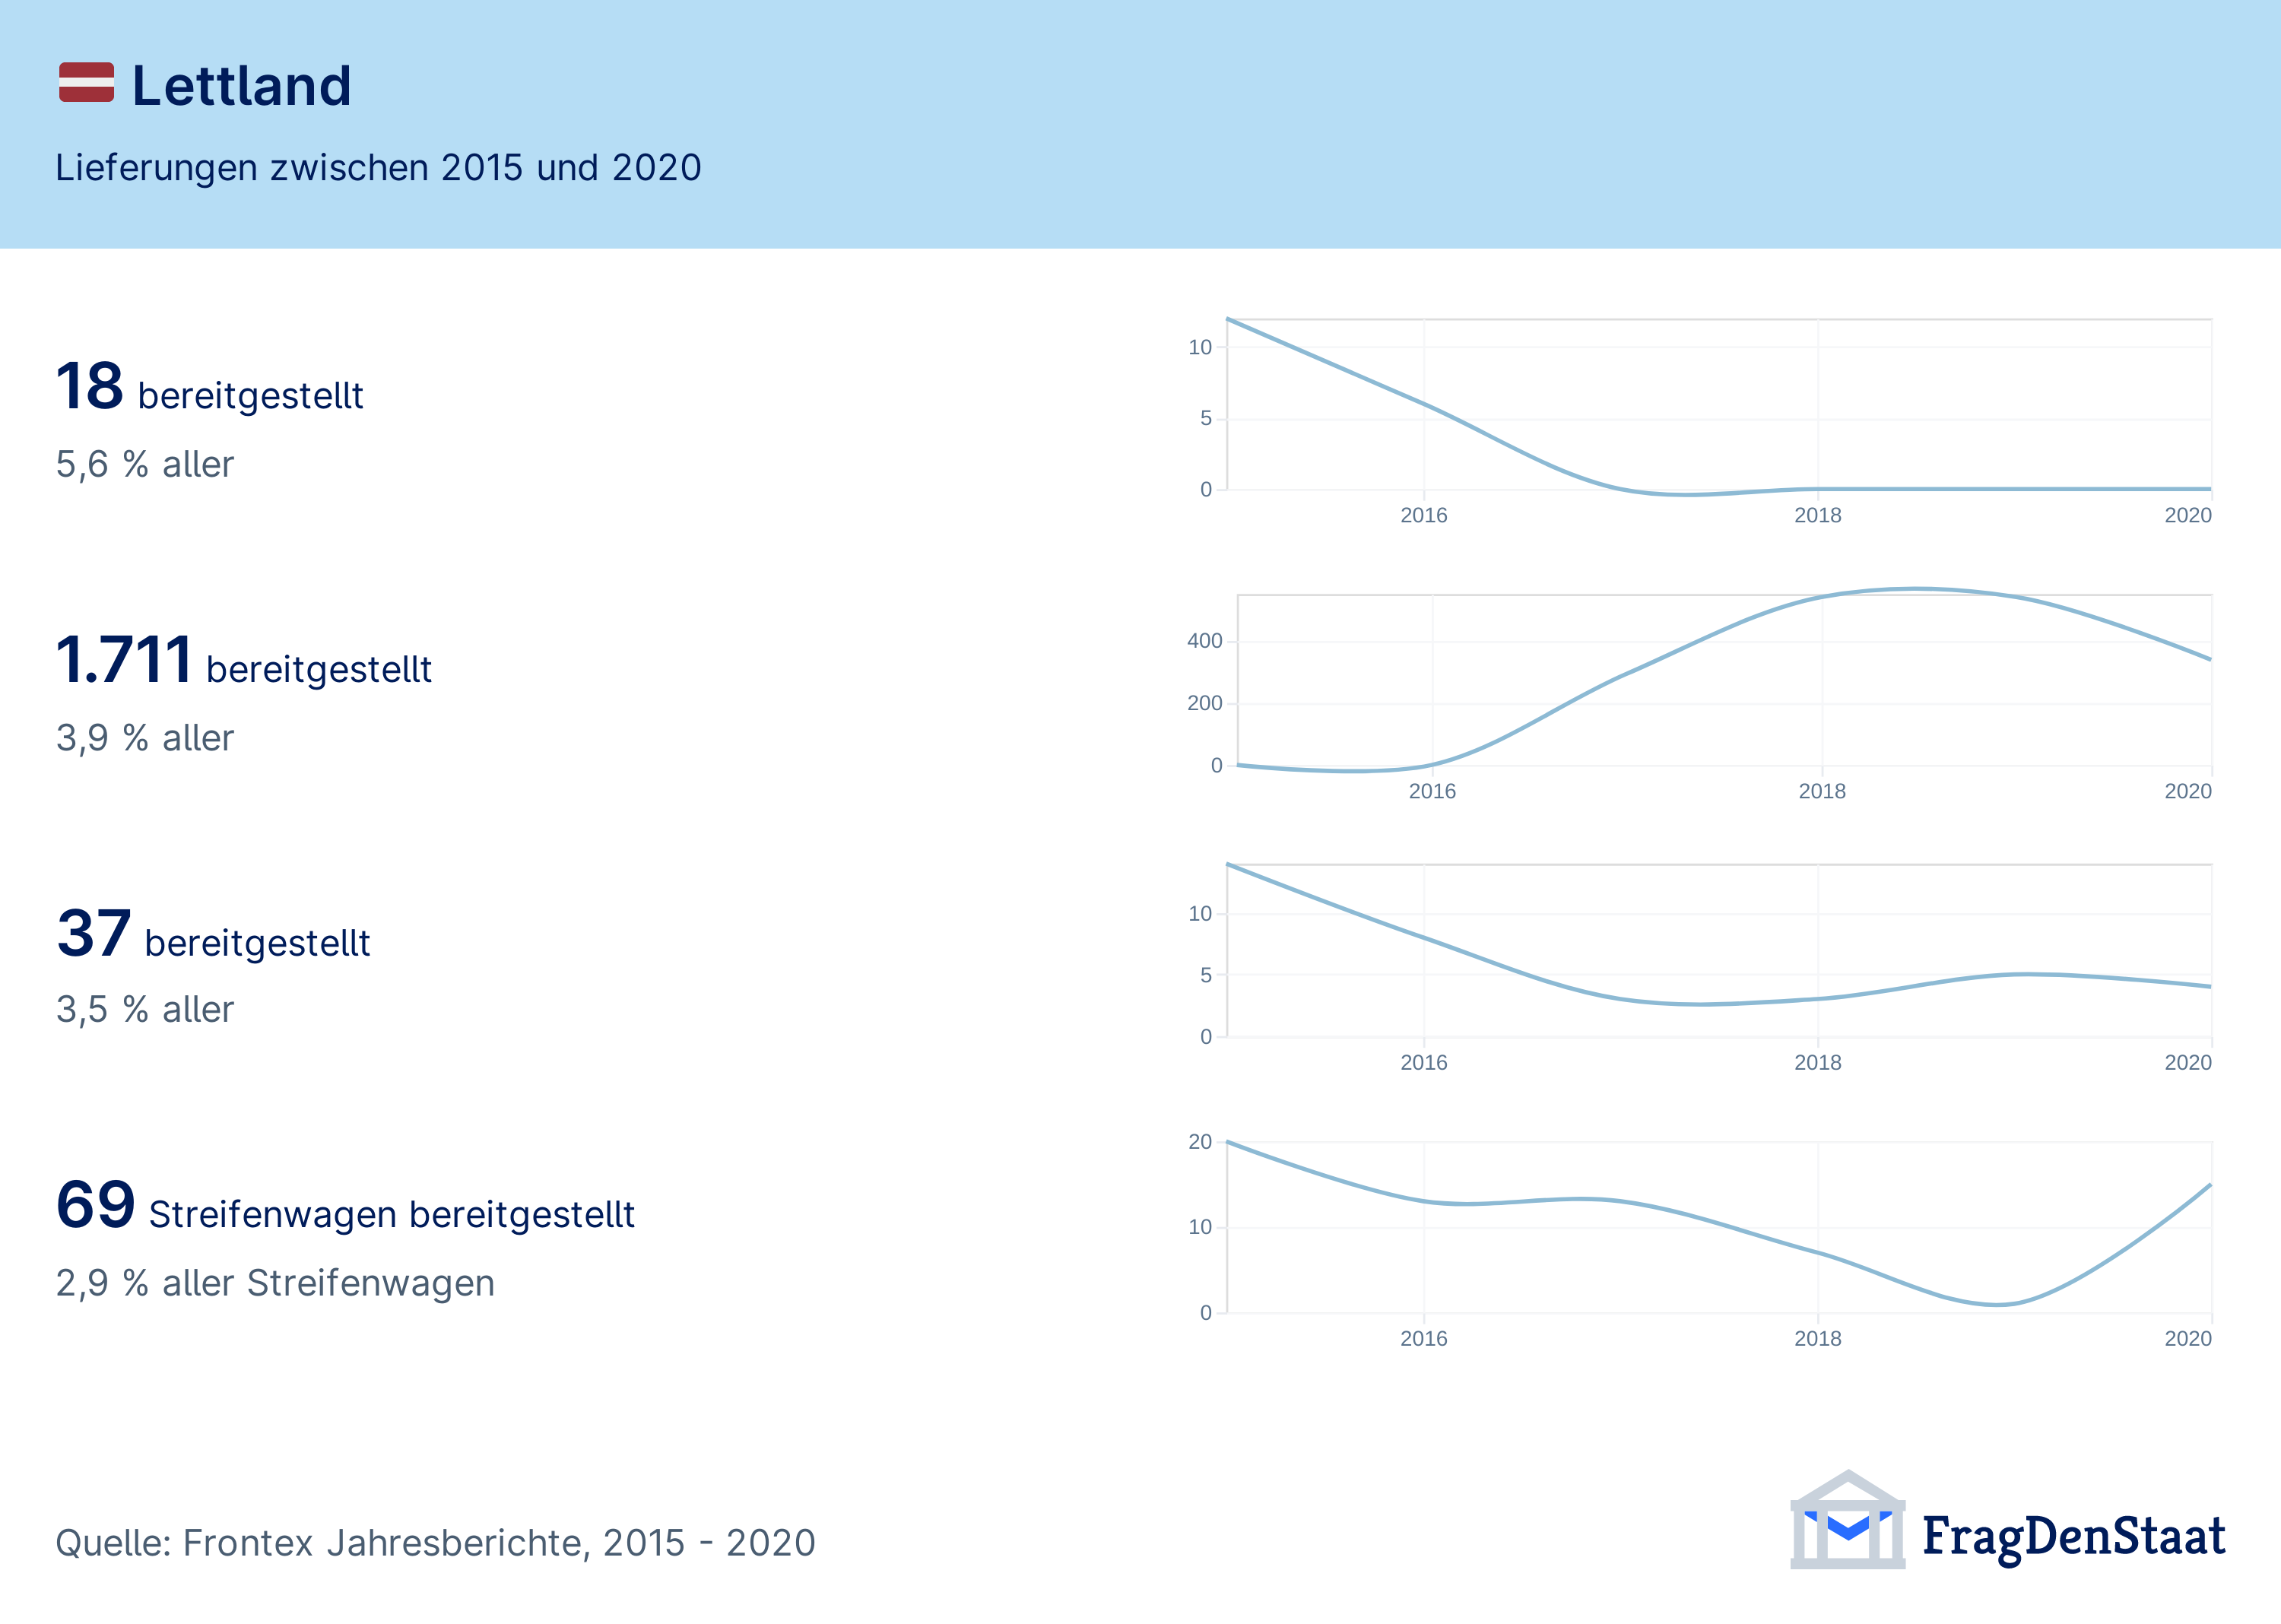 Lettland
Lieferungen zwischen 2015 und 2020
18 bereitgestellt
5,6 % aller
10
5
0
2016 2018 2020
1.711 bereitgestellt
3,9 % aller
400
200
0
2016 2018 2020
37 bereitgestellt
3,5 % aller
10
5
0
2016 2018 2020
69 Streifenwagen bereitgestellt
2,9 % aller Streifenwagen
20
10
0
2016 2018 2020
Quelle: Frontex Jahresberichte, 2015 - 2020
FragDenStaat